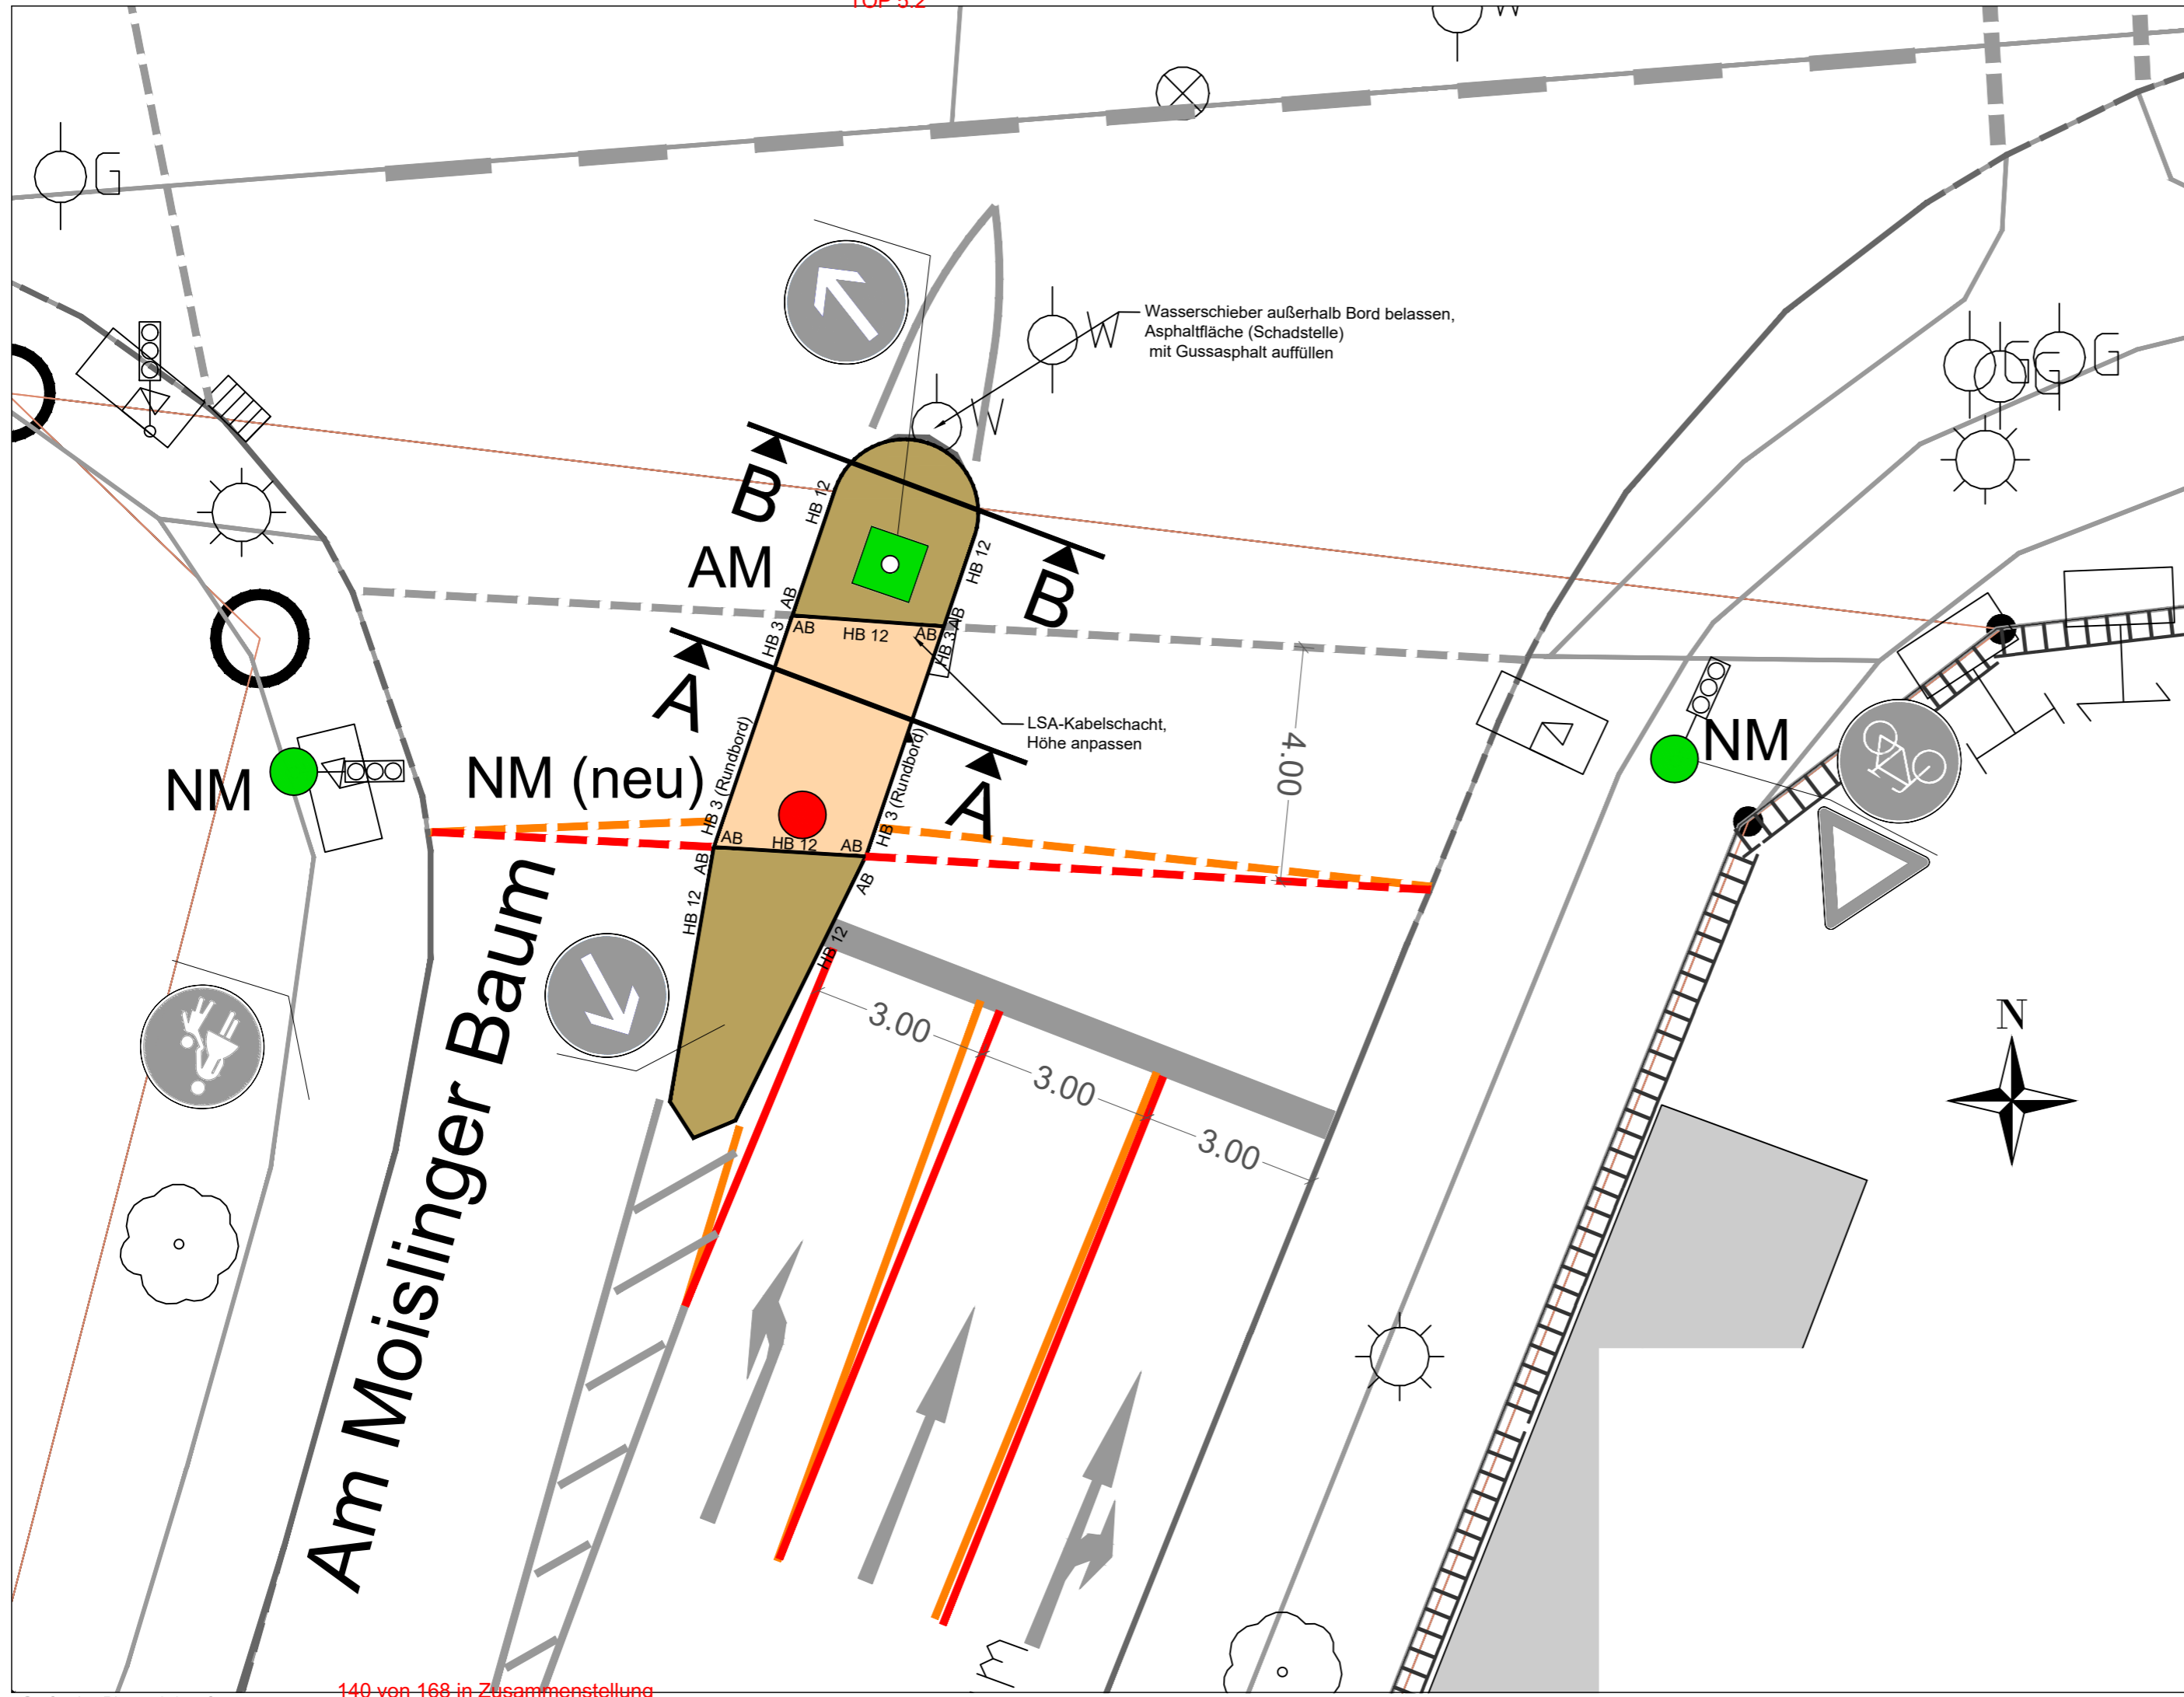 TOP 5.2
W
G
Wasserschieber außerhalb Bord belassen,
Asphaltfläche (Schadstelle)
mit Gussasphalt auffüllen
W
W
G
G
G
B
HB 12
HB 12
AM
B
AB
AB
AB
HB 12
AB
HB 3
HB 3
A
LSA-Kabelschacht,
Höhe anpassen
4.00
NM
NM
NM (neu)
HB 3 (Rundbord)
HB 3 (Rundbord)
A
AB
HB 12
AB
AB
AB
HB 12
HB 12
Am Moislinger Baum
3.00
3.00
3.00
N
140 von 168 in Zusammenstellung